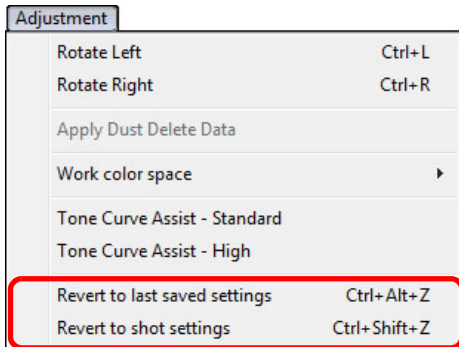 Adjustment
Rotate Left Ctrl+L
Rotate Right Ctrl+R
Apply Dust Delete Data
Work color space
Tone Curve Assist - Standard
Tone Curve Assist - High
Revert to last saved settings Ctrl+Alt+Z
Revert to shot settings Ctrl+Shift+Z